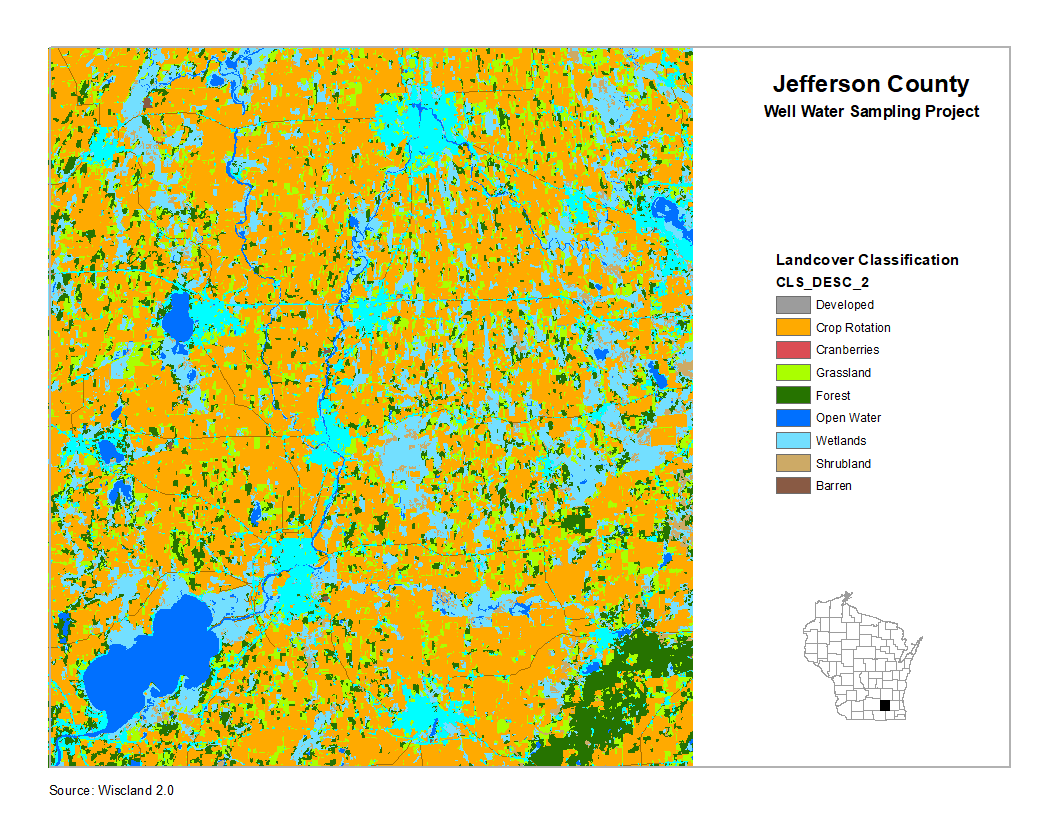 Jefferson County
Well Water Sampling Project
Landcover Classification
CLS_DESC_2
Developed
Crop Rotation
Cranberries
Grassland
Forest
Open Water
Wetlands
Shrubland
Barren
Source: Wiscland 2.0